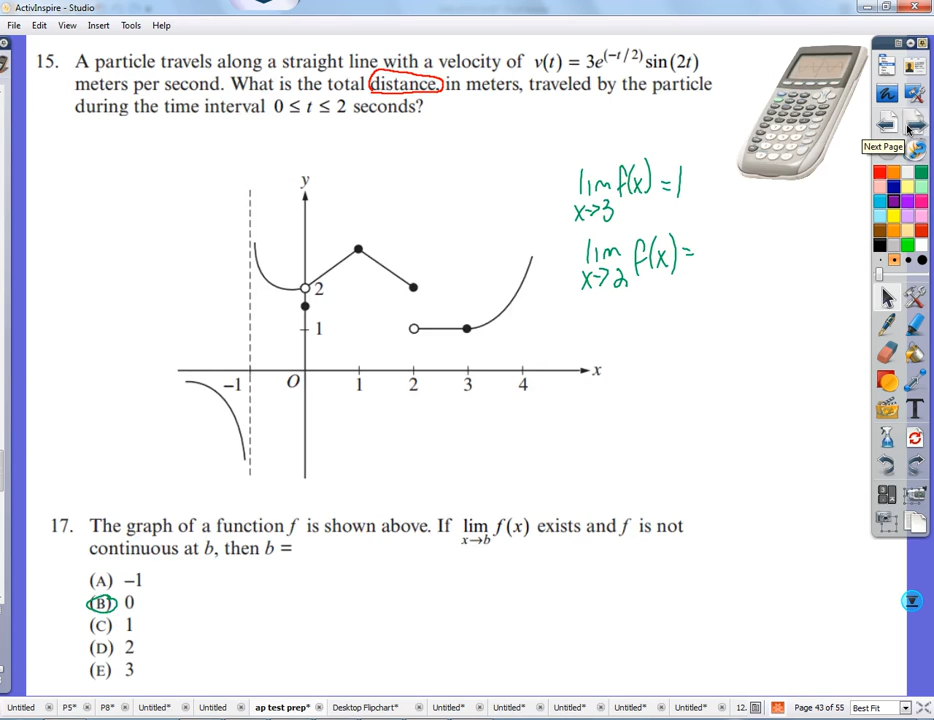 ActivInspire - Studio
File Edit View Insert Tools Help
15. A particle travels along a straight line with a velocity of v(t) = 3e^(−t/2) sin(2t)
meters per second. What is the total distance, in meters, traveled by the particle
during the time interval 0 ≤ t ≤ 2 seconds?
Next Page
y
lim f(x) = 1
x→3
lim f(x) =
x→2
2
1
−1 O 1 2 3 4 x
17. The graph of a function f is shown above. If lim f(x) exists and f is not
x→b
continuous at b, then b =
(A) −1
(B) 0
(C) 1
(D) 2
(E) 3
Untitled P5* P8* Untitled* Untitled ap test prep* Desktop Flipchart* Untitled* Untitled* Untitled* Untitled* Untitled* 12. Page 43 of 55 Best Fit